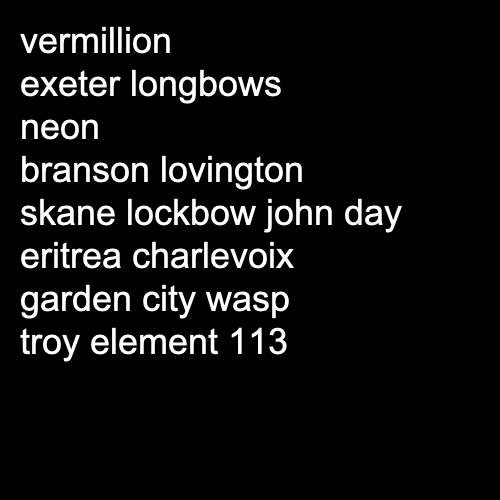 vermillion
exeter longbows
neon
branson lovington
skane lockbow john day
eritrea charlevoix
garden city wasp
troy element 113